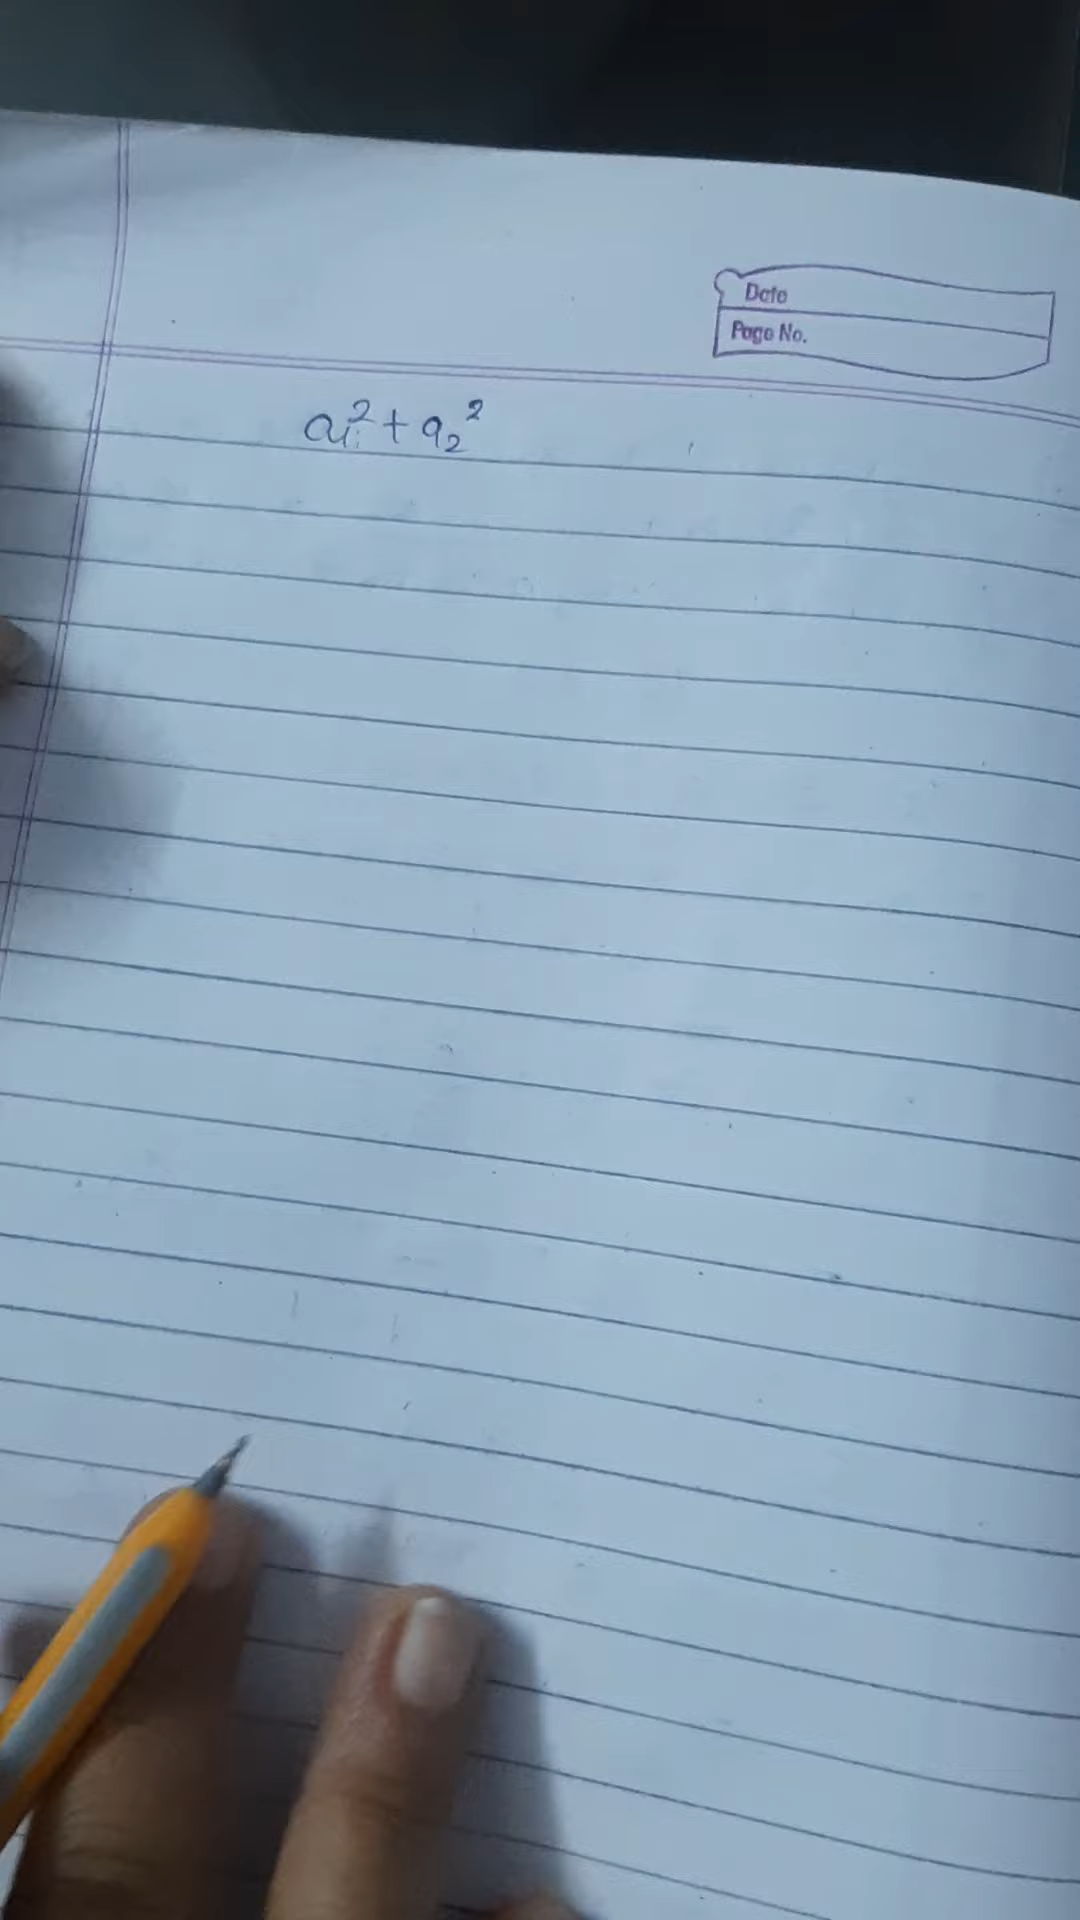 Date
Page No.
a₁² + a₂²